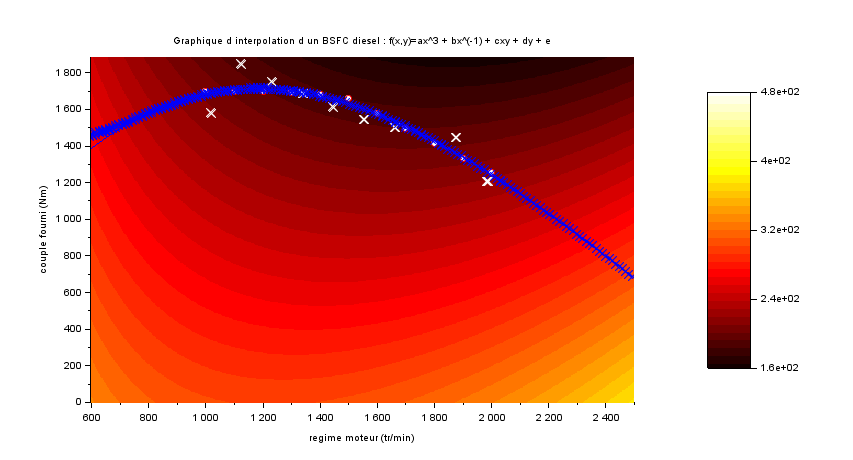 Graphique d interpolation d un BSFC diesel : f(x,y)=ax^3 + bx^(-1) + cxy + dy + e
1 800
1 600
1 400
1 200
1 000
800
600
400
200
0
couple fourni (Nm)
600
800
1 000
1 200
1 400
1 600
1 800
2 000
2 200
2 400
regime moteur (tr/min)
4.8e+02
4e+02
3.2e+02
2.4e+02
1.6e+02